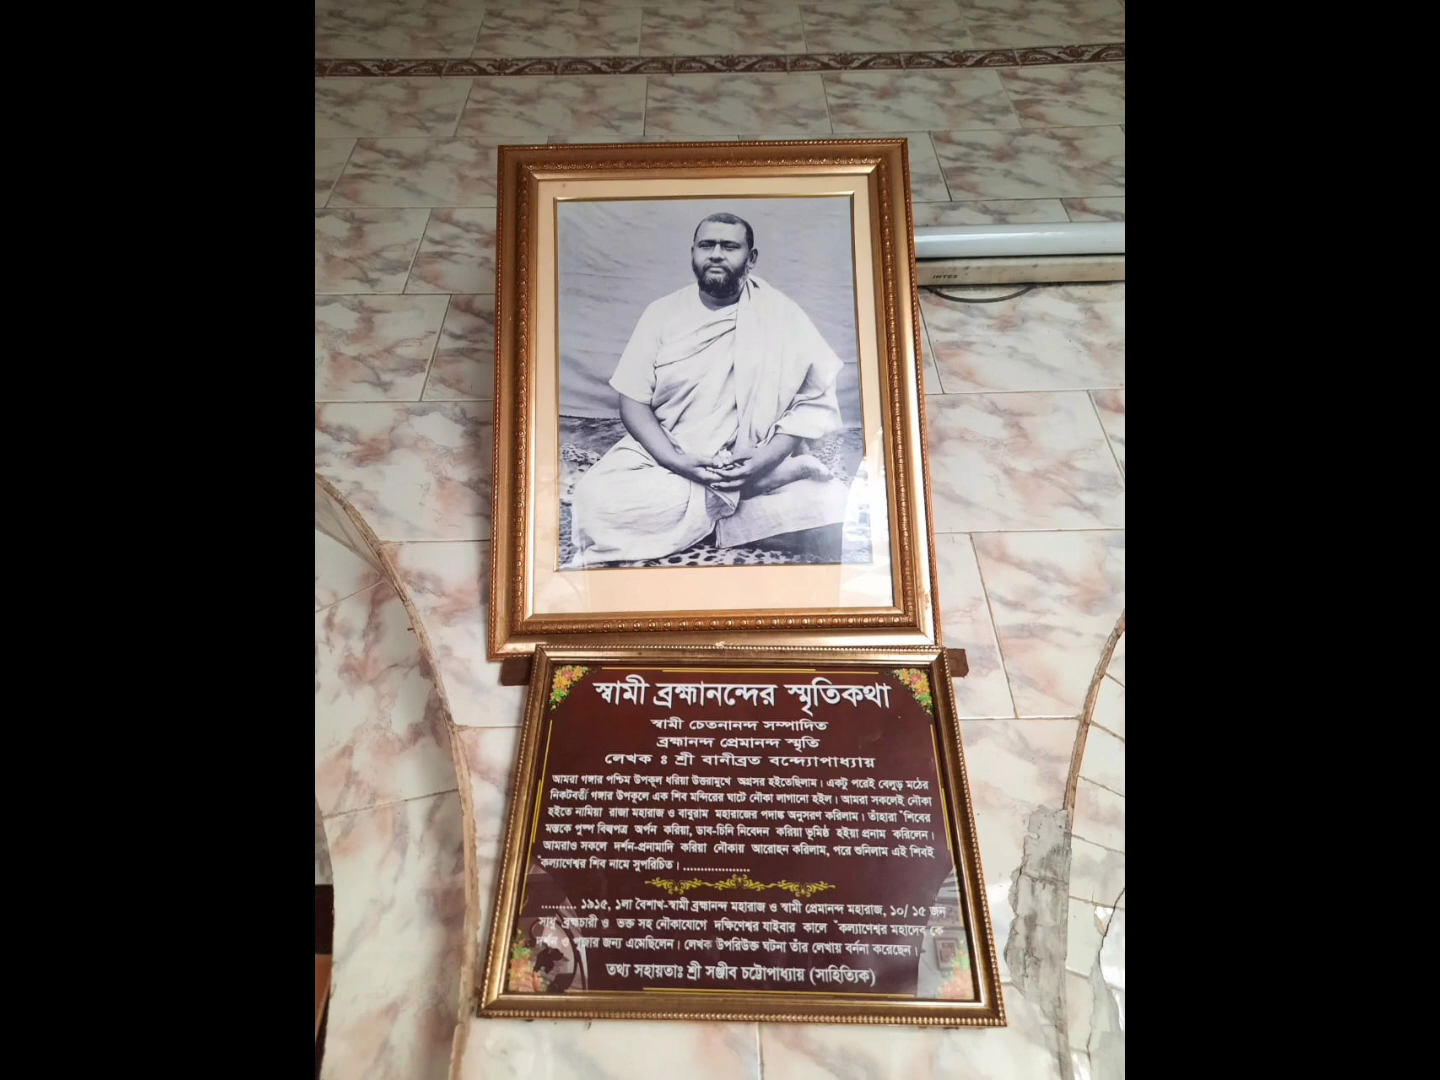 INTEX
স্বামী ব্রহ্মানন্দের স্মৃতিকথা
স্বামী চেতনানন্দ সম্পাদিত
ব্রহ্মানন্দ প্রেমানন্দ স্মৃতি
লেখক ঃ শ্রী বানীব্রত বন্দ্যোপাধ্যায়
আমরা গঙ্গার পশ্চিম উপকূল ধরিয়া উত্তরামুখে অগ্রসর হইতেছিলাম। একটু পরেই বেলুড় মঠের
নিকটবর্ত্তী গঙ্গার উপকূলে এক শিব মন্দিরের ঘাটে নৌকা লাগানো হইল। আমরা সকলেই নৌকা
হইতে নামিয়া রাজা মহারাজ ও বাবুরাম মহারাজের পদাঙ্ক অনুসরণ করিলাম। তাঁহারা "শিবের
মস্তকে পুষ্প বিল্বপত্র অর্পন করিয়া, ডাব-চিনি নিবেদন করিয়া ভূমিষ্ঠ হইয়া প্রনাম করিলেন।
আমরাও সকলে দর্শন-প্রনামাদি করিয়া নৌকায় আরোহন করিলাম, পরে শুনিলাম এই শিবই
"কল্যাণেশ্বর শিব নামে সুপরিচিত। ...................
.......... ১৯১৫, ১লা বৈশাখ-স্বামী ব্রহ্মানন্দ মহারাজ ও স্বামী প্রেমানন্দ মহারাজ, ১০/ ১৫ জন
সাধু ব্রহ্মচারী ও ভক্ত সহ নৌকাযোগে দক্ষিণেশ্বর যাইবার কালে "কল্যাণেশ্বর মহাদেব কে
দর্শন ও পূজার জন্য এসেছিলেন। লেখক উপরিউক্ত ঘটনা তাঁর লেখায় বর্ননা করেছেন।
তথ্য সহায়তাঃ শ্রী সঞ্জীব চট্টোপাধ্যায় (সাহিত্যিক)